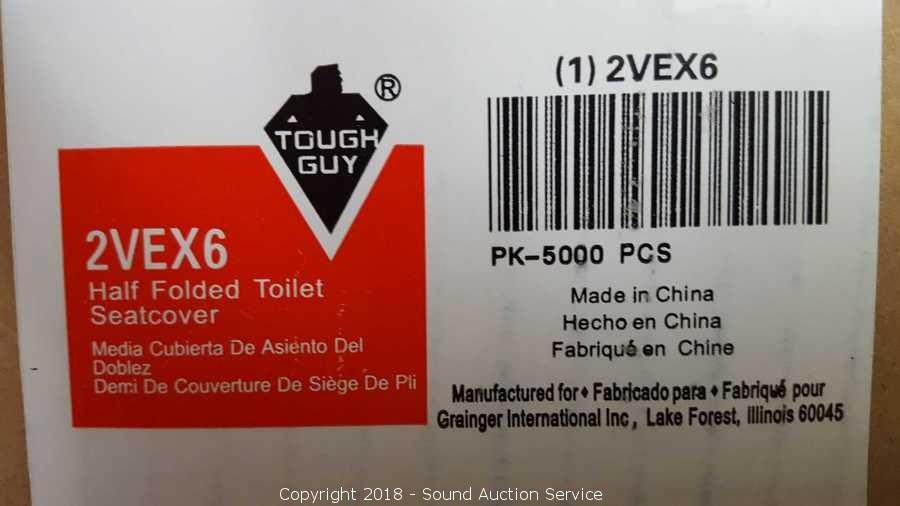 TOUGH
GUY
®
2VEX6
Half Folded Toilet
Seatcover
Media Cubierta De Asiento Del
Doblez
Demi De Couverture De Siège De Pli
(1) 2VEX6
PK-5000 PCS
Made in China
Hecho en China
Fabriqué en Chine
Manufactured for • Fabricado para • Fabriqué pour
Grainger International Inc, Lake Forest, Illinois 60045
Copyright 2018 - Sound Auction Service